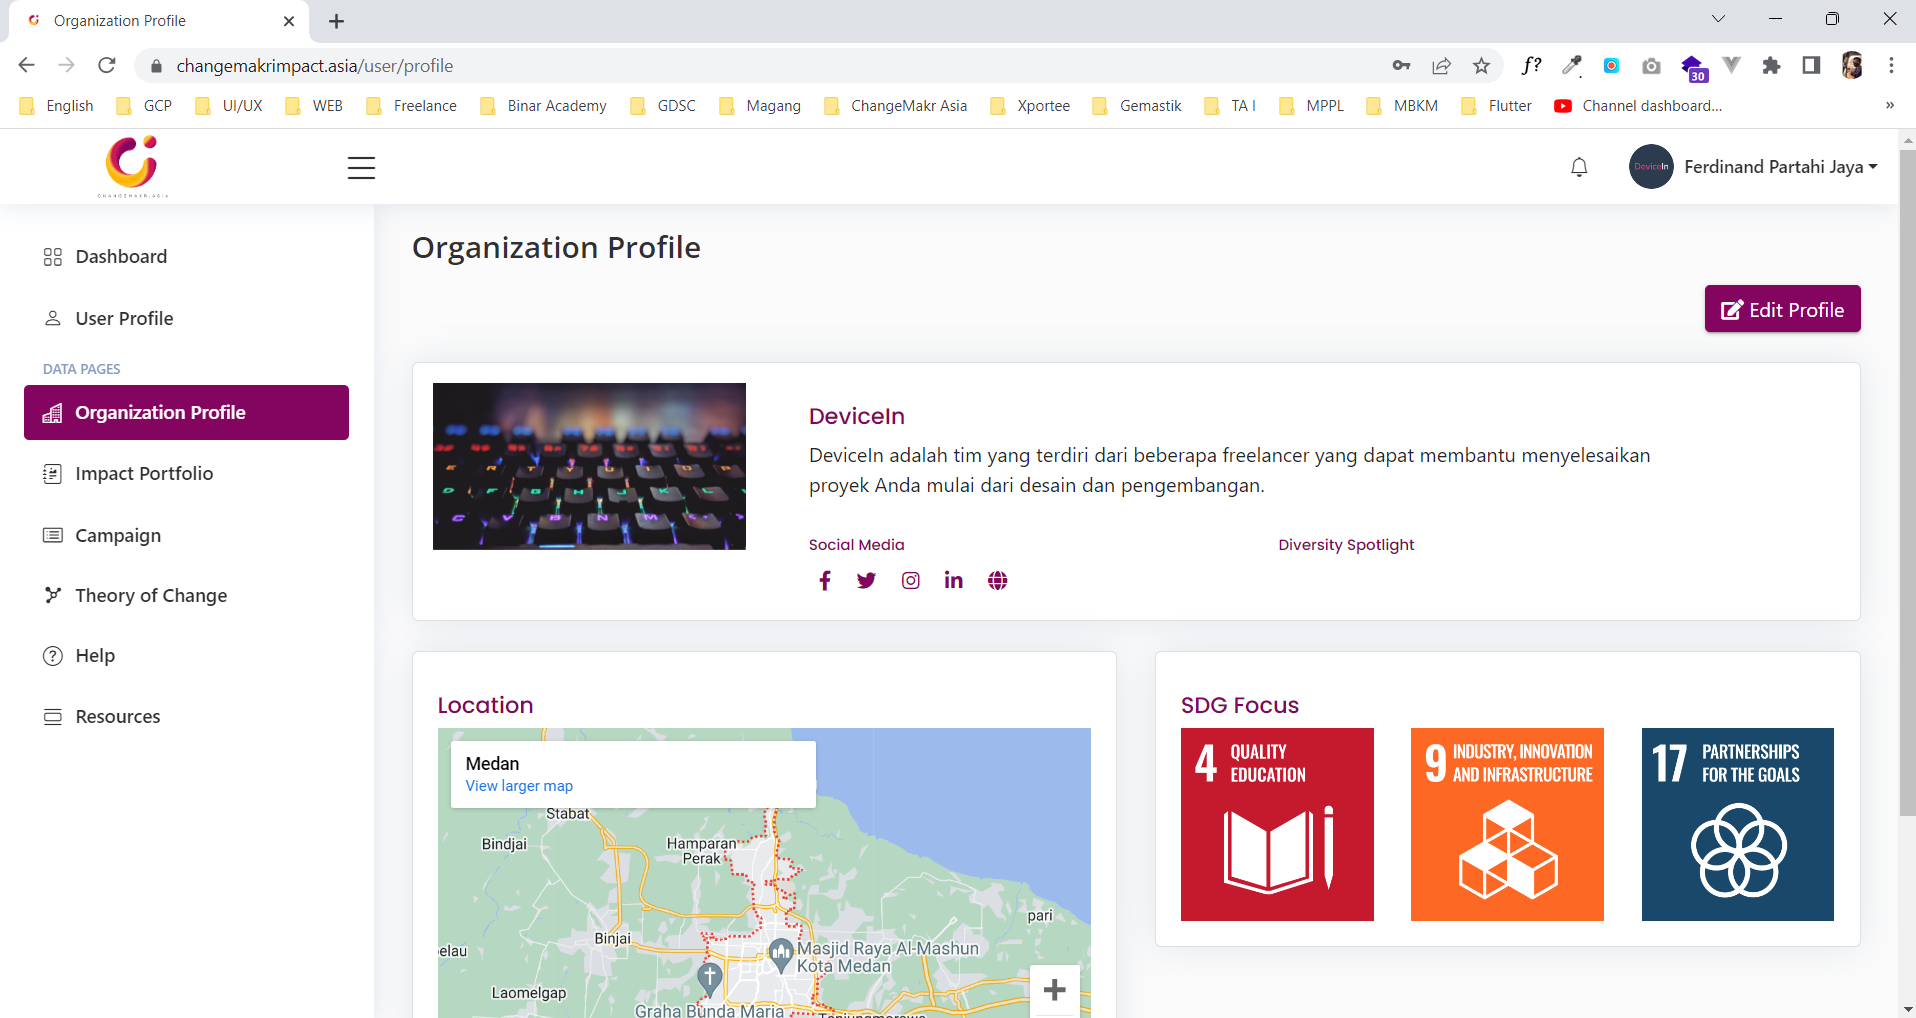 Organization Profile
changemakrimpact.asia/user/profile
f?
30
English
GCP
UI/UX
WEB
Freelance
Binar Academy
GDSC
Magang
ChangeMakr Asia
Xportee
Gemastik
TA I
MPPL
MBKM
Flutter
Channel dashboard...
»
CHANGEMAKR.ASIA
DeviceIn
Ferdinand Partahi Jaya
Dashboard
User Profile
DATA PAGES
Organization Profile
Impact Portfolio
Campaign
Theory of Change
Help
Resources
Organization Profile
Edit Profile
DeviceIn
DeviceIn adalah tim yang terdiri dari beberapa freelancer yang dapat membantu menyelesaikan
proyek Anda mulai dari desain dan pengembangan.
Social Media
Diversity Spotlight
Location
Medan
View larger map
Stabat
Bindjai
Hamparan
Perak
pari
Binjai
elau
Masjid Raya Al-Mashun
Kota Medan
Laomelgap
Graha Bunda Maria
Tanjungmorawa
SDG Focus
4 QUALITY
EDUCATION
9 INDUSTRY, INNOVATION
AND INFRASTRUCTURE
17 PARTNERSHIPS
FOR THE GOALS